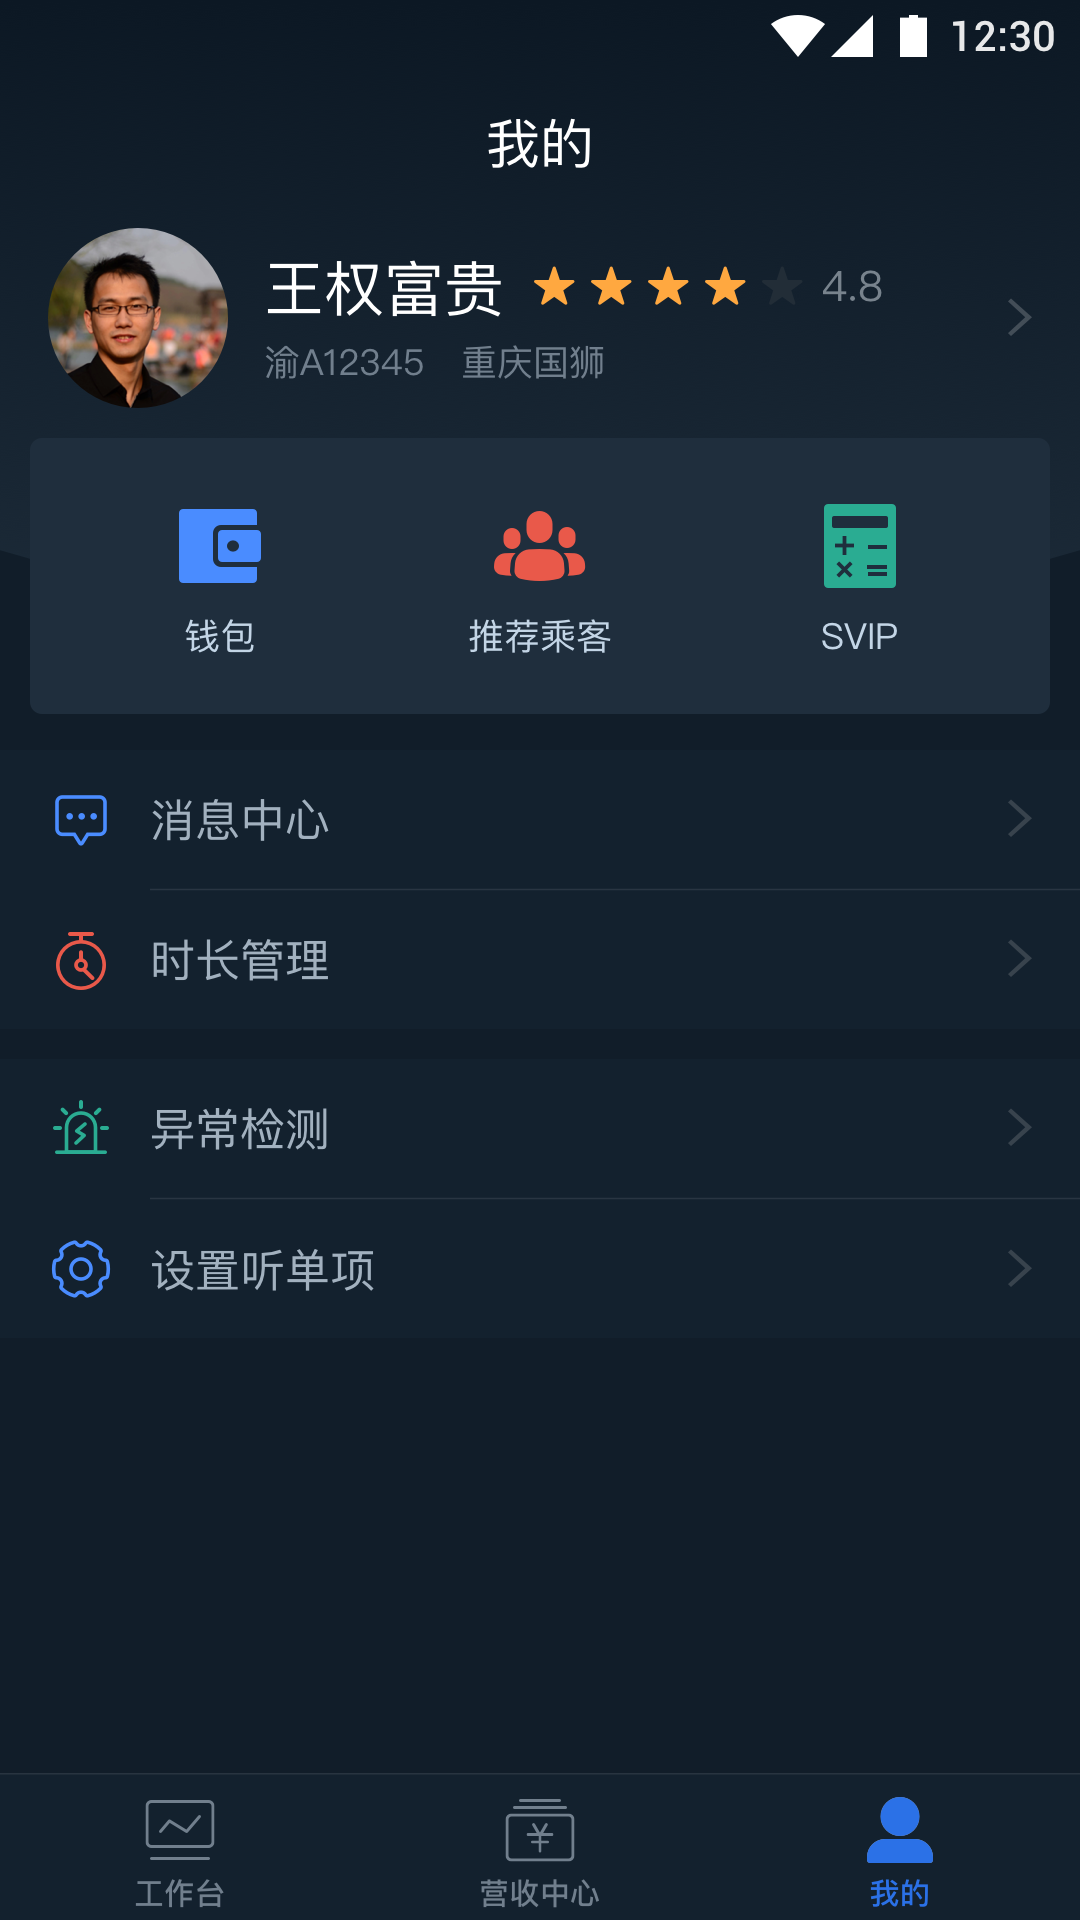 12:30
我的
王权富贵 4.8
渝A12345 重庆国狮
钱包 推荐乘客 SVIP
消息中心
时长管理
异常检测
设置听单项
工作台 营收中心 我的